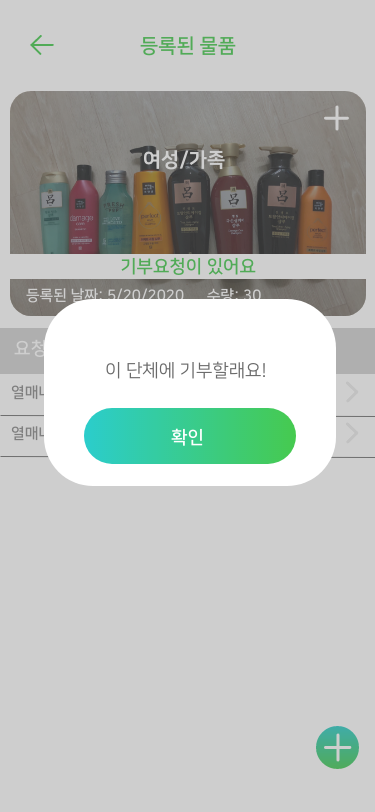 등록된 물품
여성/가족
기부요청이 있어요
등록된 날짜: 5/20/2020 수량: 30
요청
이 단체에 기부할래요!
열매나
확인
열매나